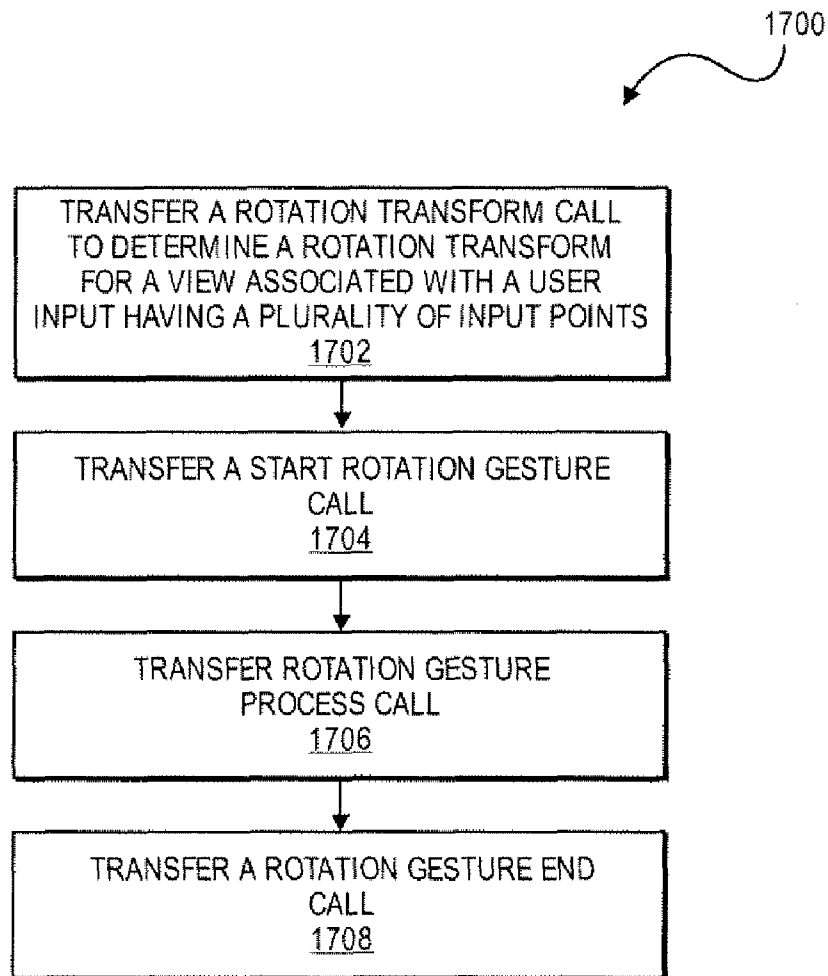 1700
TRANSFER A ROTATION TRANSFORM CALL
TO DETERMINE A ROTATION TRANSFORM
FOR A VIEW ASSOCIATED WITH A USER
INPUT HAVING A PLURALITY OF INPUT POINTS
1702
TRANSFER A START ROTATION GESTURE
CALL
1704
TRANSFER ROTATION GESTURE
PROCESS CALL
1706
TRANSFER A ROTATION GESTURE END
CALL
1708